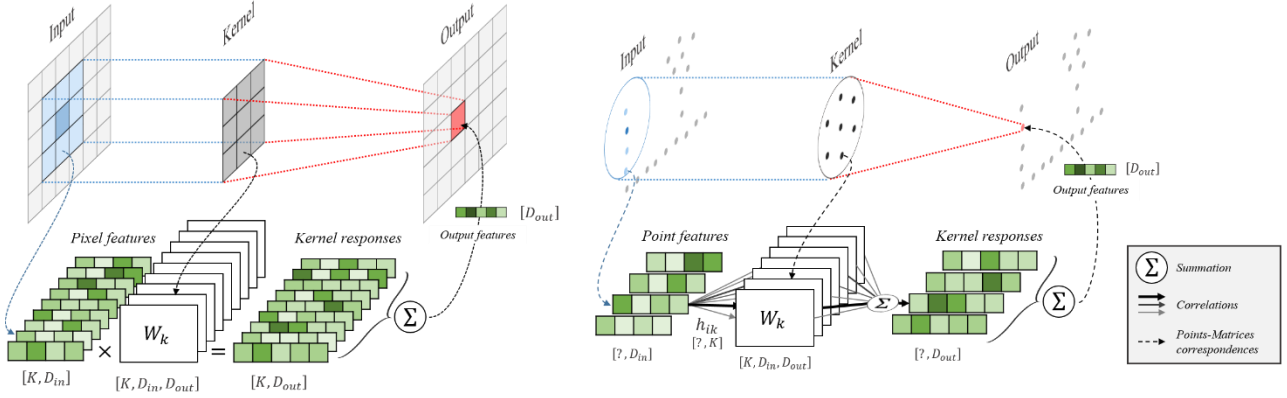 Input
Kernel
Output
[D_out]
Output features
Pixel features
Kernel responses
Σ
W_k
×
=
[K, D_in]
[K, D_in, D_out]
[K, D_out]
Input
Kernel
Output
[D_out]
Output features
Point features
Kernel responses
Σ
Σ
W_k
h_ik
[?, K]
[?, D_in]
[K, D_in, D_out]
[?, D_out]
Σ
Summation
Correlations
Points-Matrices
correspondences